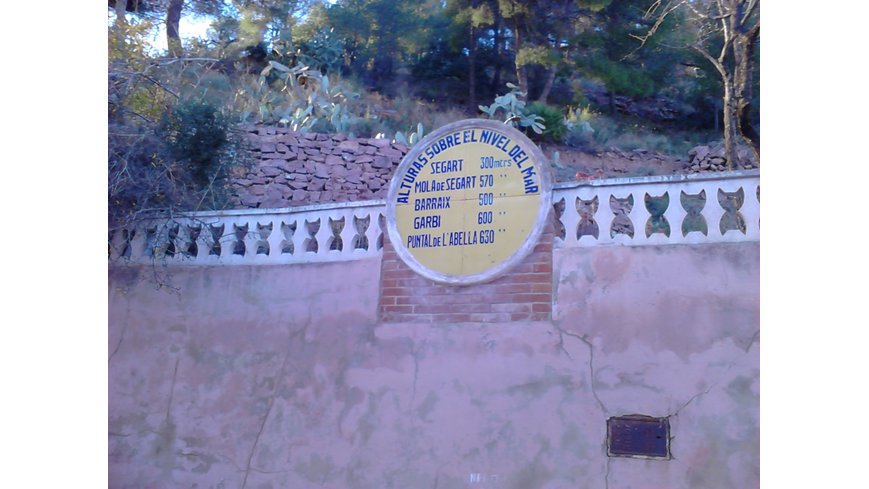 ALTURAS SOBRE EL NIVEL DEL MAR
SEGART 300 mtrs
MOLA DE SEGART 570 "
BARRAIX 500 "
GARBI 600 "
PUNTAL DE L'ABELLA 630 "